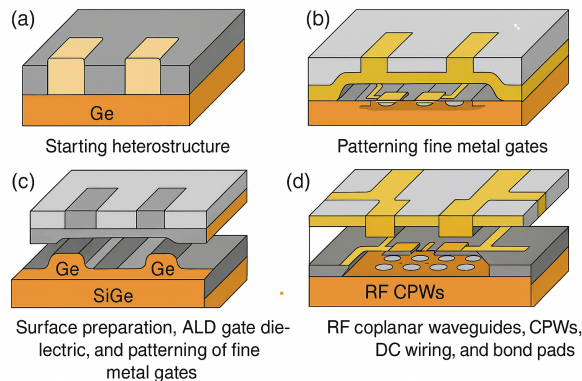 (a)
(b)
Ge
Starting heterostructure
Patterning fine metal gates
(c)
(d)
Ge
Ge
SiGe
RF CPWs
Surface preparation, ALD gate die-
lectric, and patterning of fine
metal gates
RF coplanar waveguides, CPWs,
DC wiring, and bond pads